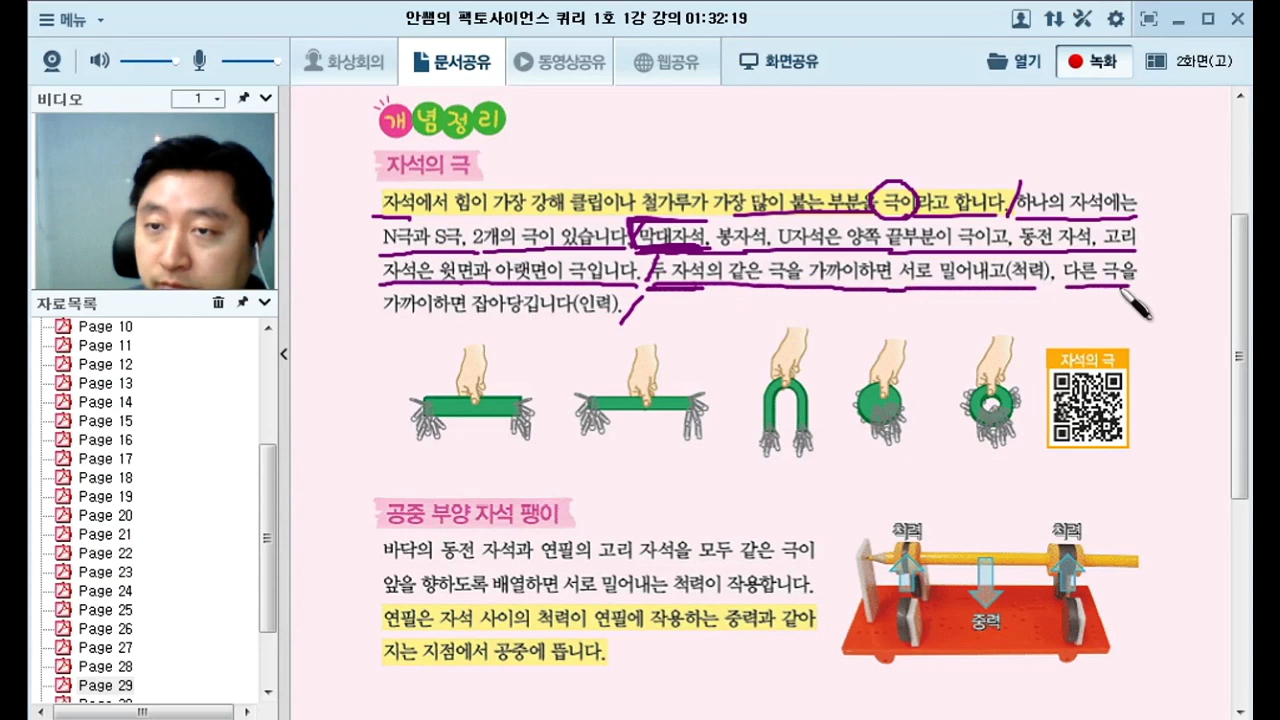 메뉴
안쌤의 팩토사이언스 쿼리 1호 1강 강의01:32:19
화상회의
문서공유
동영상공유
웹공유
화면공유
열기
녹화
2화면(고)
비디오
1
자료목록
Page 10
Page 11
Page 12
Page 13
Page 14
Page 15
Page 16
Page 17
Page 18
Page 19
Page 20
Page 21
Page 22
Page 23
Page 24
Page 25
Page 26
Page 27
Page 28
Page 29
개념정리
자석의 극
자석에서 힘이 가장 강해 클립이나 철가루가 가장 많이 붙는 부분을 극이라고 합니다. 하나의 자석에는
N극과 S극, 2개의 극이 있습니다. 막대자석, 봉자석, U자석은 양쪽 끝부분이 극이고, 동전 자석, 고리
자석은 윗면과 아랫면이 극입니다. 두 자석의 같은 극을 가까이하면 서로 밀어내고(척력), 다른 극을
가까이하면 잡아당깁니다(인력).
자석의 극
공중 부양 자석 팽이
바닥의 동전 자석과 연필의 고리 자석을 모두 같은 극이
앞을 향하도록 배열하면 서로 밀어내는 척력이 작용합니다.
연필은 자석 사이의 척력이 연필에 작용하는 중력과 같아
지는 지점에서 공중에 뜹니다.
척력
척력
중력